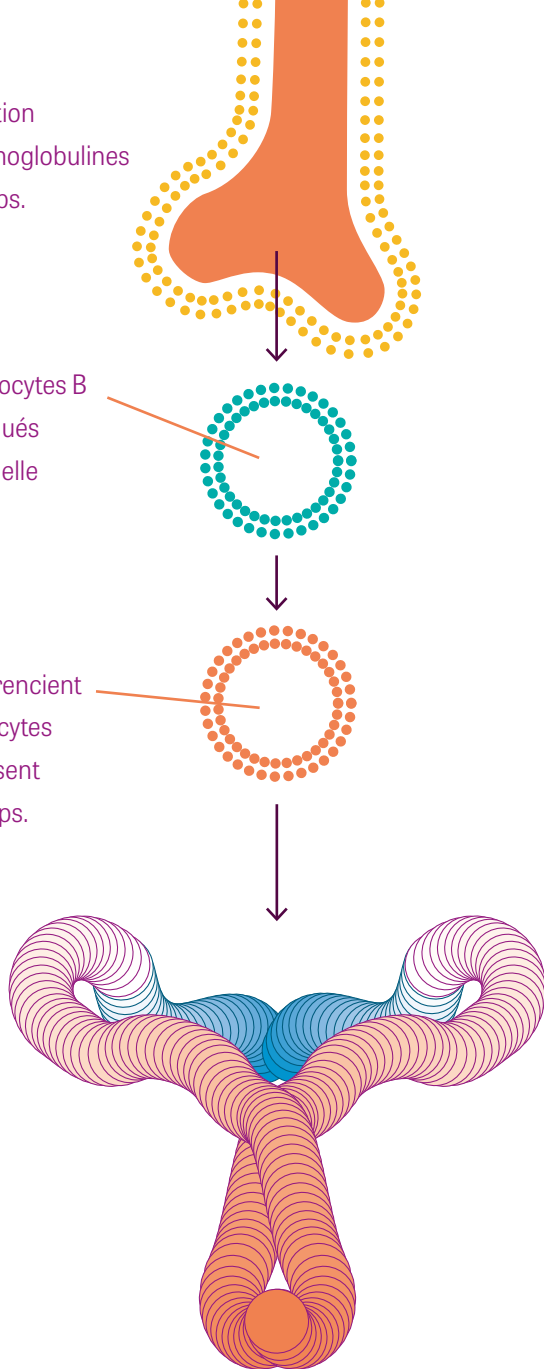 tion
noglobulines
os.
ocytes B
ués
elle
rencient
cytes
sent
ps.